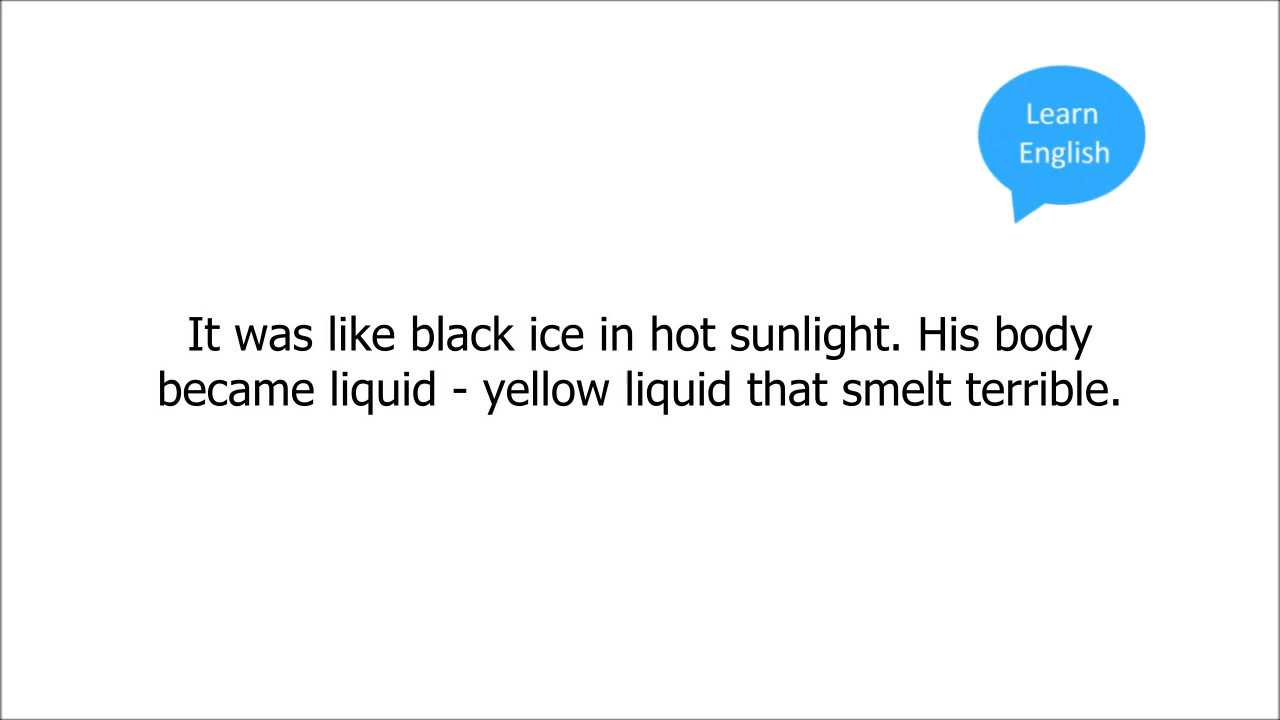 Learn
English
It was like black ice in hot sunlight. His body
became liquid - yellow liquid that smelt terrible.